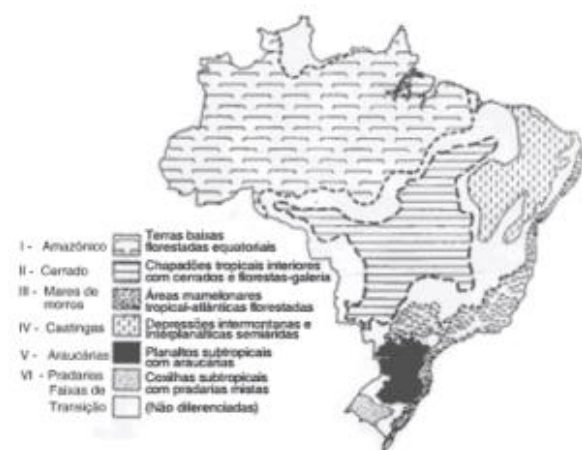 I - Amazônico Terras baixas
florestadas equatoriais
II - Cerrado Chapadões tropicais interiores
com cerrados e florestas-galeria
III - Mares de
morros Áreas mamelonares
tropical-atlânticas florestadas
IV - Caatingas Depressões intermontanas e
interplanálticas semiáridas
V - Araucárias Planaltos subtropicais
com araucárias
VI - Pradarias Coxilhas subtropicais
com pradarias mistas
Faixas de
Transição (Não diferenciadas)